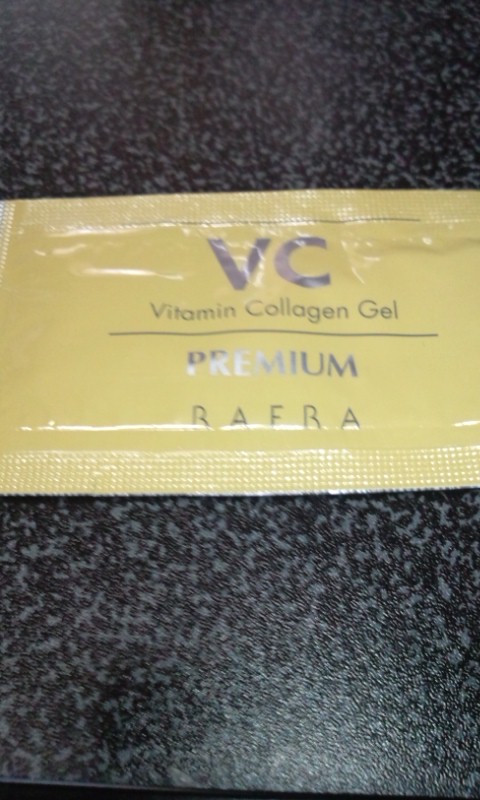 VC
Vitamin Collagen Gel
PREMIUM
RAFRA